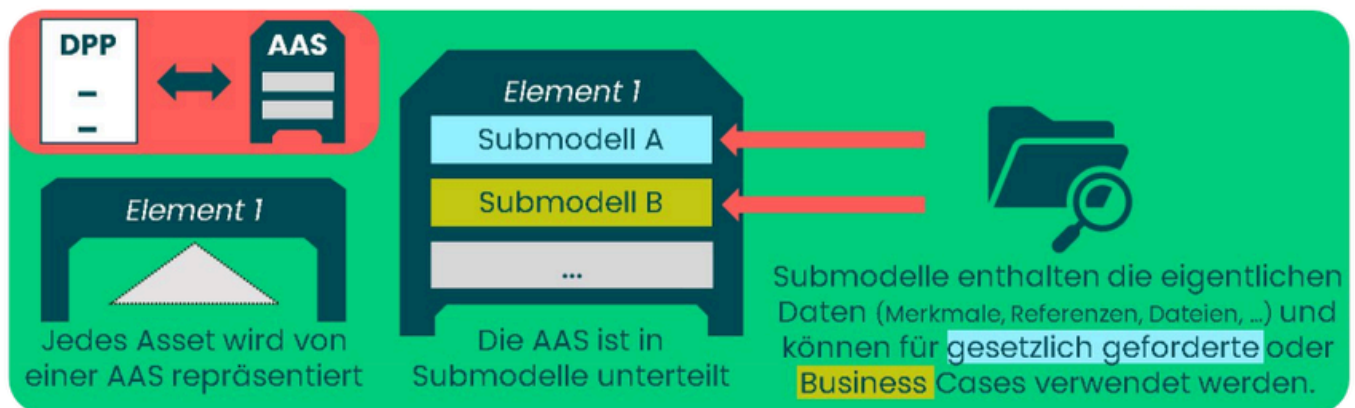 DPP
AAS
Element 1
Jedes Asset wird von
einer AAS repräsentiert
Element 1
Submodell A
Submodell B
...
Die AAS ist in
Submodelle unterteilt
Submodelle enthalten die eigentlichen
Daten (Merkmale, Referenzen, Dateien, ...) und
können für gesetzlich geforderte oder
Business Cases verwendet werden.